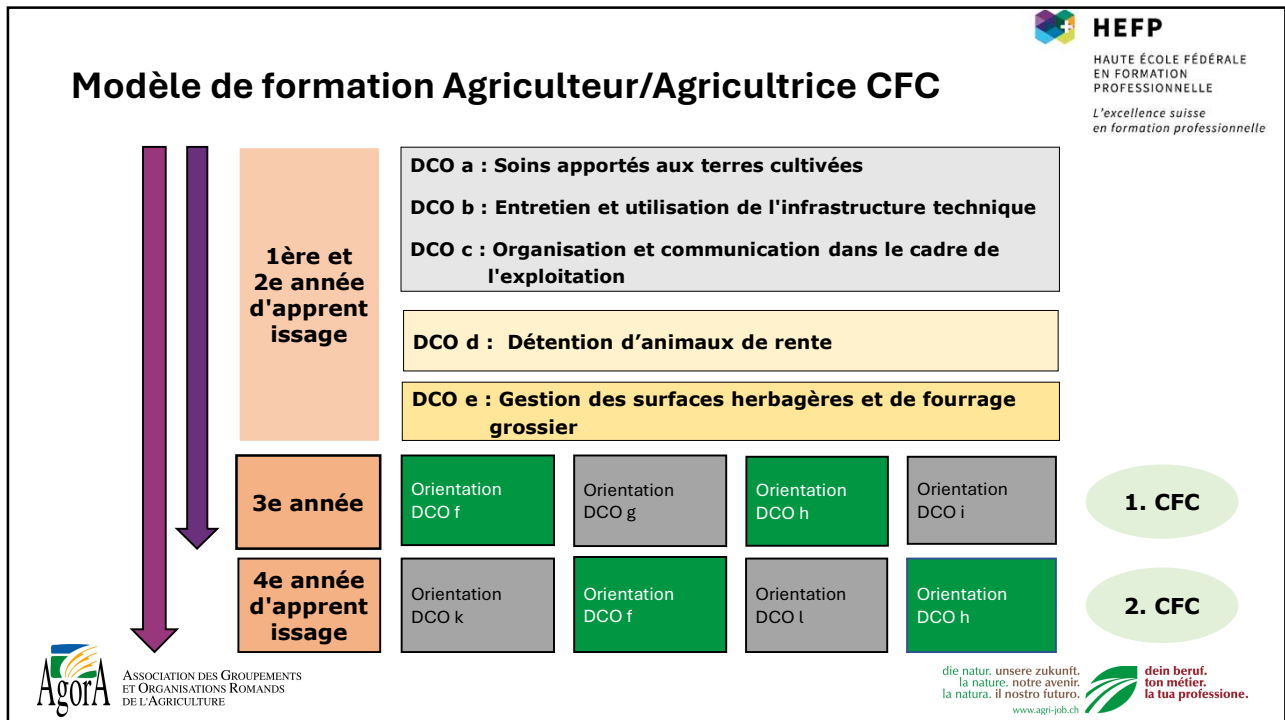 HEFP
HAUTE ÉCOLE FÉDÉRALE
EN FORMATION
PROFESSIONNELLE
L'excellence suisse
en formation professionnelle
Modèle de formation Agriculteur/Agricultrice CFC
1ère et
2e année
d'apprent
issage
DCO a : Soins apportés aux terres cultivées
DCO b : Entretien et utilisation de l'infrastructure technique
DCO c : Organisation et communication dans le cadre de
l'exploitation
DCO d : Détention d’animaux de rente
DCO e : Gestion des surfaces herbagères et de fourrage
grossier
3e année
Orientation
DCO f
Orientation
DCO g
Orientation
DCO h
Orientation
DCO i
1. CFC
4e année
d'apprent
issage
Orientation
DCO k
Orientation
DCO f
Orientation
DCO l
Orientation
DCO h
2. CFC
AgorA
ASSOCIATION DES GROUPEMENTS
ET ORGANISATIONS ROMANDS
DE L'AGRICULTURE
die natur. unsere zukunft.
la nature. notre avenir.
la natura. il nostro futuro.
www.agri-job.ch
dein beruf.
ton métier.
la tua professione.